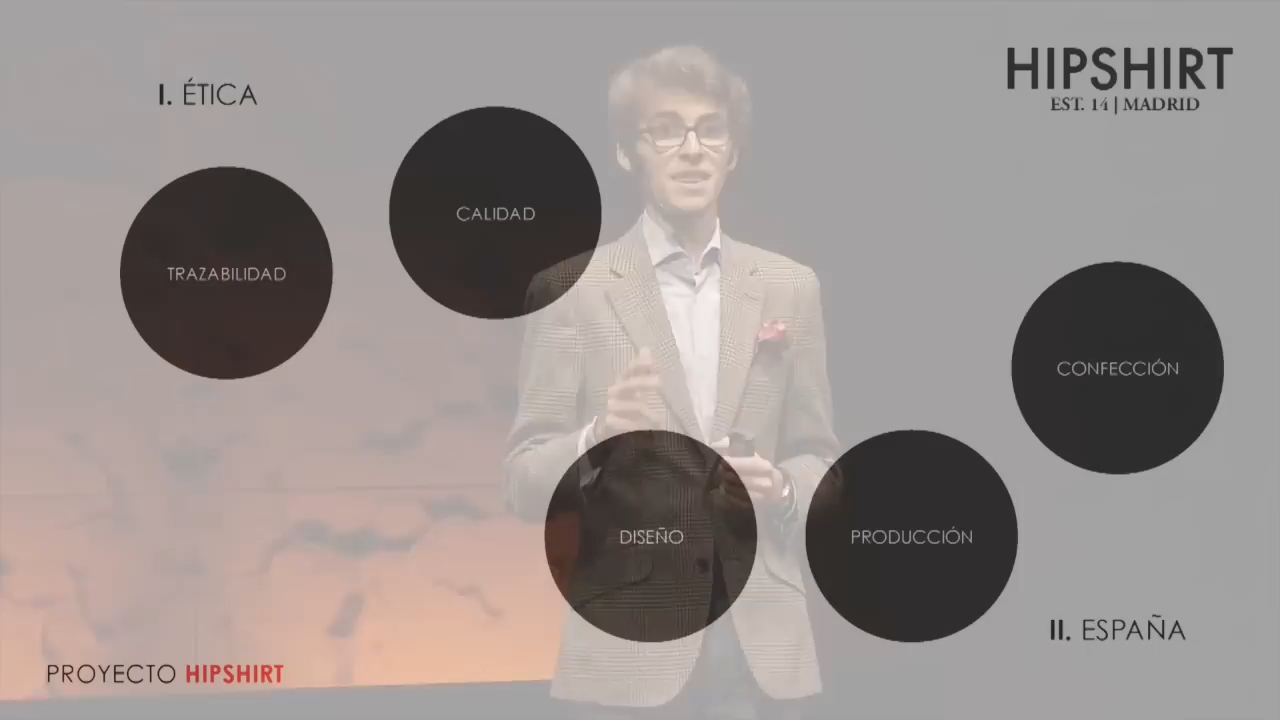 I. ÉTICA
HIPSHIRT
EST. 14 | MADRID
CALIDAD
TRAZABILIDAD
CONFECCIÓN
DISEÑO
PRODUCCIÓN
II. ESPAÑA
PROYECTO HIPSHIRT